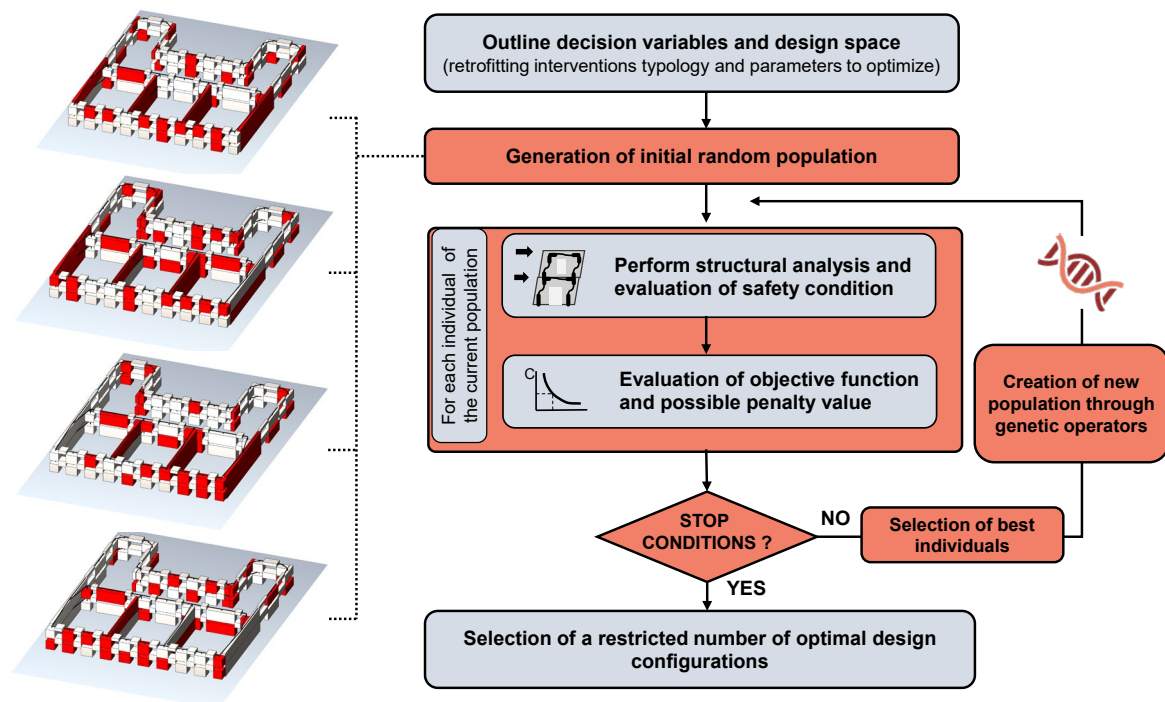 Outline decision variables and design space
(retrofitting interventions typology and parameters to optimize)
Generation of initial random population
For each individual of
the current population
Perform structural analysis and
evaluation of safety condition
C
Evaluation of objective function
and possible penalty value
Creation of new
population through
genetic operators
STOP
CONDITIONS ?
NO
Selection of best
individuals
YES
Selection of a restricted number of optimal design
configurations